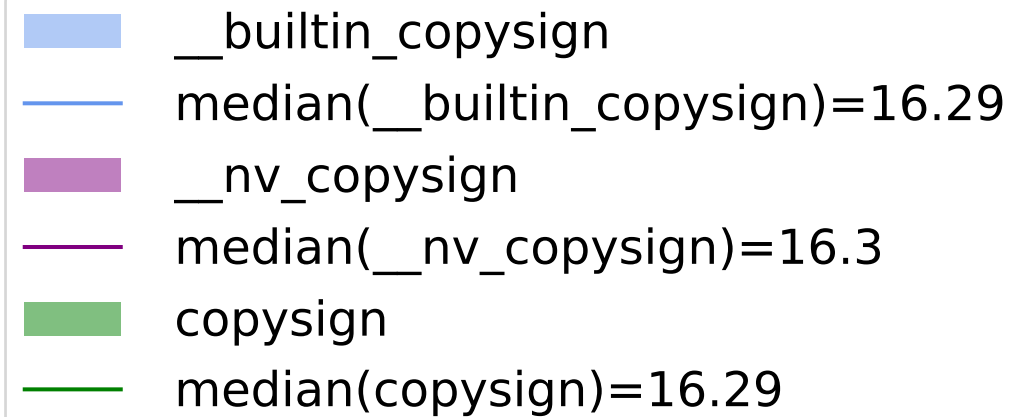 __builtin_copysign
median(__builtin_copysign)=16.29
__nv_copysign
median(__nv_copysign)=16.3
copysign
median(copysign)=16.29